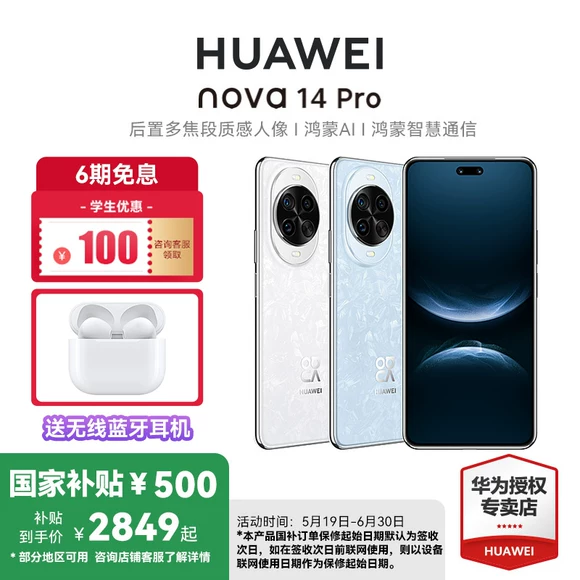 HUAWEI
nova 14 Pro
后置多焦段质感人像 | 鸿蒙AI | 鸿蒙智慧通信
6期免息
- 学生优惠 -
¥ 100
咨询客服
领取
送无线蓝牙耳机
HUAWEI
HUAWEI
国家补贴¥500
补贴
到手价 ¥2849起
*部分地区可用 咨询店铺客服了解详情
活动时间：5月19日-6月30日
*本产品国补订单保修起始日期默认为签收
次日，如在签收次日前联网使用，则以设备
联网使用日期作为保修起始日期。
华为授权
专卖店
HUAWEI